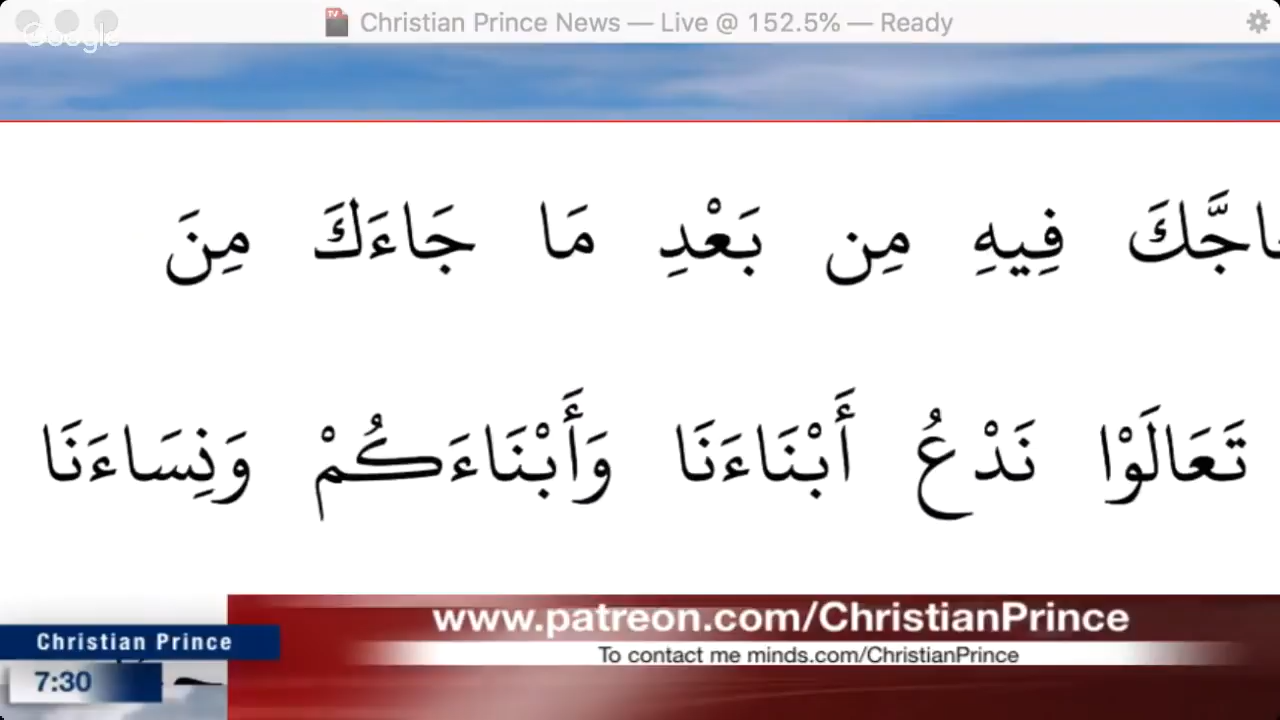 Christian Prince News — Live @ 152.5% — Ready
Google
فِيهِ مِن بَعْدِ مَا جَاءَكَ مِنَ
تَعَالَوْا نَدْعُ أَبْنَاءَنَا وَأَبْنَاءَكُمْ وَنِسَاءَنَا
www.patreon.com/ChristianPrince
Christian Prince
To contact me minds.com/ChristianPrince
7:30